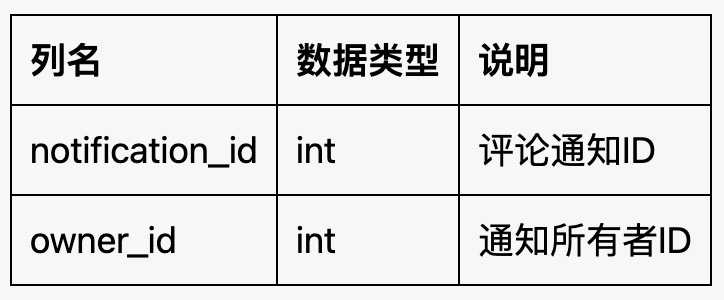 列名 数据类型 说明
notification_id int 评论通知ID
owner_id int 通知所有者ID